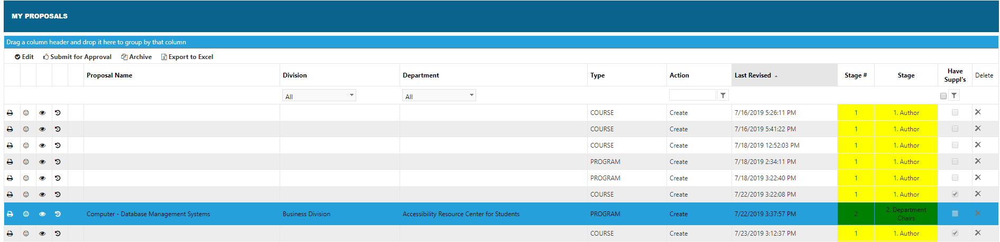 MY PROPOSALS
Drag a column header and drop it here to group by that column
Edit Submit for Approval Archive Export to Excel
Proposal Name Division Department Type Action Last Revised Stage # Stage Have Suppl's Delete
All All
COURSE Create 7/16/2019 5:26:11 PM 1 1. Author
COURSE Create 7/16/2019 5:41:22 PM 1 1. Author
COURSE Create 7/18/2019 12:52:03 PM 1 1. Author
PROGRAM Create 7/18/2019 2:34:11 PM 1 1. Author
PROGRAM Create 7/18/2019 3:22:40 PM 1 1. Author
COURSE Create 7/22/2019 3:22:08 PM 1 1. Author
Computer - Database Management Systems Business Division Accessibility Resource Center for Students PROGRAM Create 7/22/2019 3:37:57 PM 2 2. Department Chairs
COURSE Create 7/23/2019 3:12:37 PM 1 1. Author